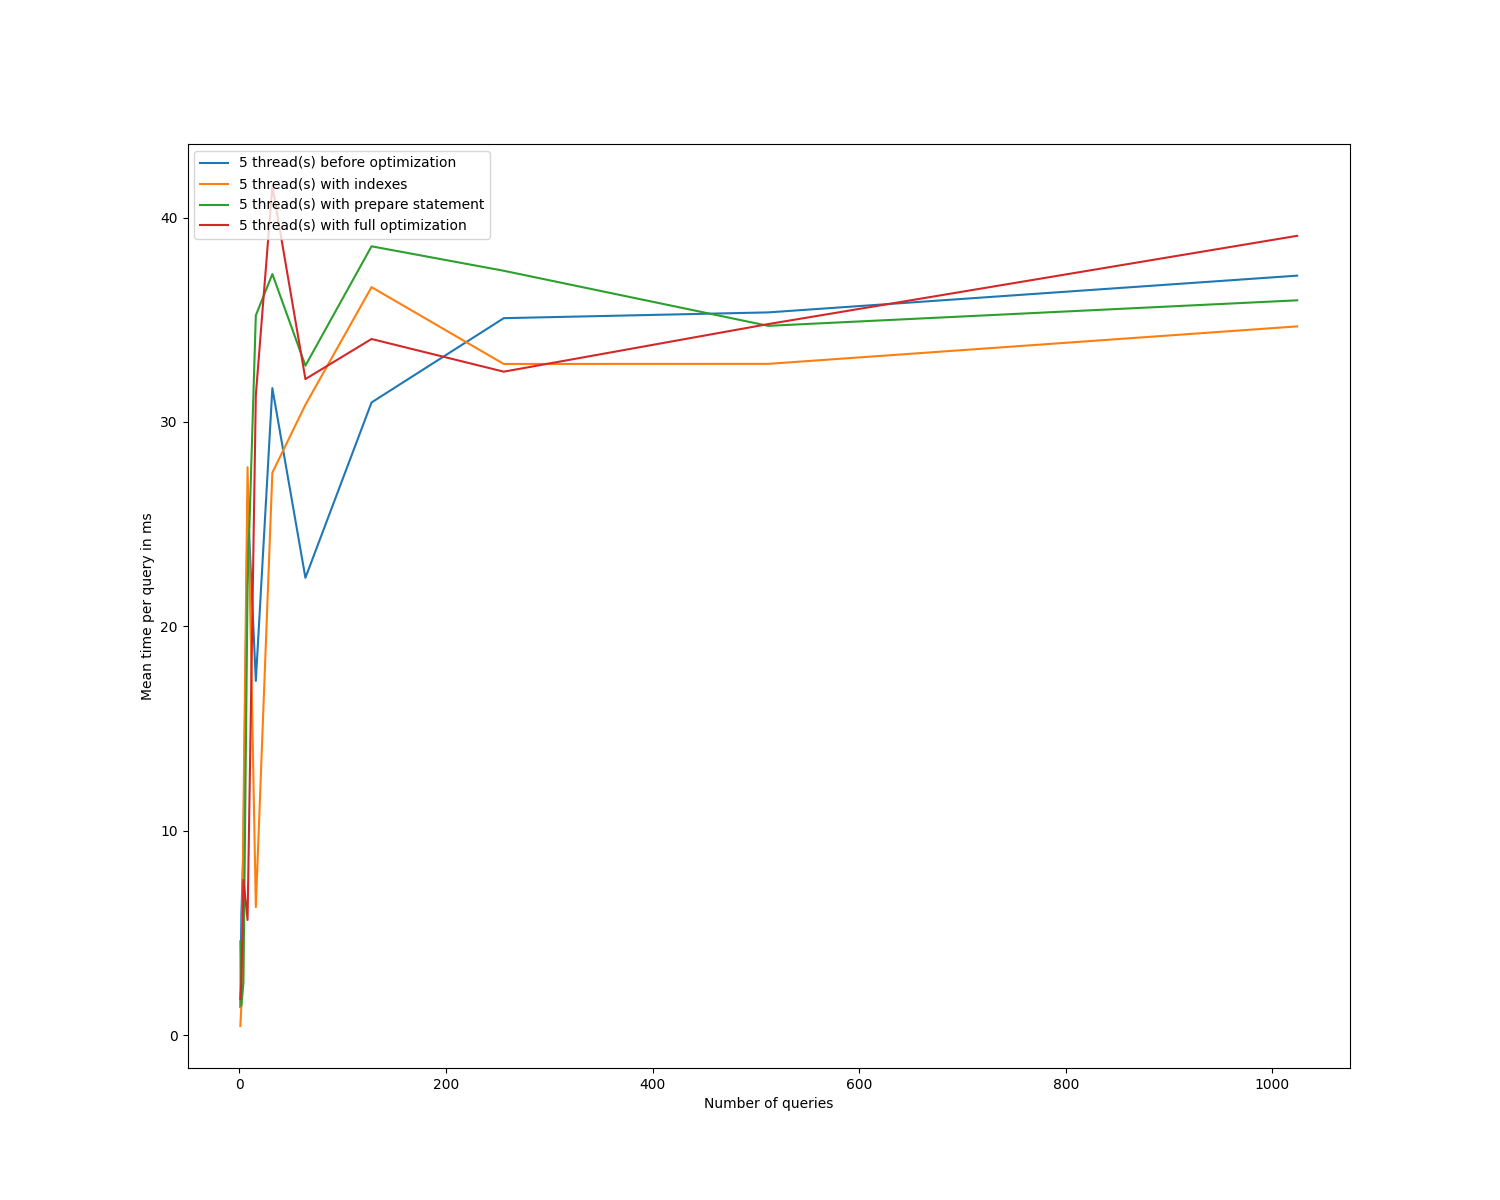 5 thread(s) before optimization
5 thread(s) with indexes
5 thread(s) with prepare statement
5 thread(s) with full optimization
40
30
20
10
0
Mean time per query in ms
0 200 400 600 800 1000
Number of queries